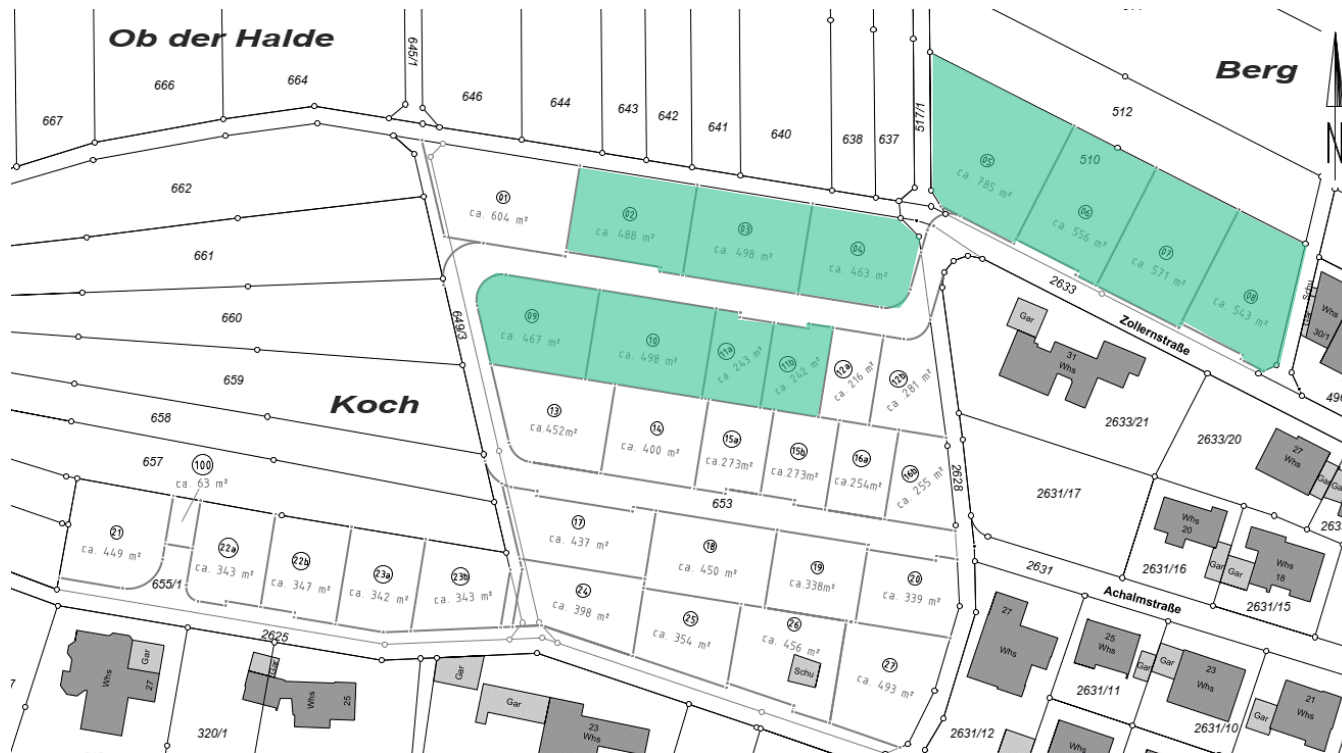 Ob der Halde
Berg
Koch
667
666
664
645/1
646
644
643
642
641
640
638
637
517/1
512
510
662
661
660
659
658
657
649/3
01
ca. 604 m²
02
ca. 488 m²
03
ca. 498 m²
04
ca. 463 m²
05
ca. 785 m²
06
ca. 556 m²
07
ca. 571 m²
08
ca. 543 m²
09
ca. 467 m²
10
ca. 498 m²
11a
ca. 243 m²
11b
ca. 242 m²
12a
ca. 216 m²
12b
ca. 281 m²
13
ca.452m²
14
ca. 400 m²
15a
ca.273m²
15b
ca.273m²
16a
ca.254m²
16b
ca. 255 m²
653
17
ca. 437 m²
18
ca. 450 m²
19
ca.338m²
20
ca. 339 m²
100
ca. 63 m²
21
ca. 449 m²
655/1
22a
ca. 343 m²
22b
ca. 347 m²
23a
ca. 342 m²
23b
ca. 343 m²
24
ca. 398 m²
25
ca. 354 m²
26
ca. 456 m²
Schu
27
ca. 493 m²
2625
2628
2633
Zollernstraße
Schu
Whs
30/1
N
Gar
31
Whs
2633/21
2633/20
27
Whs
Gar
2631/17
2631
Achalmstraße
Whs
20
2631/16
Gar
Gar
Whs
18
2631/15
27
Whs
25
Whs
2631/11
Gar
Gar
23
Whs
2631/10
Gar
21
Whs
2631/12
Whs
Whs
Gar
27
320/1
Gar
Whs
25
Gar
Gar
23
Whs